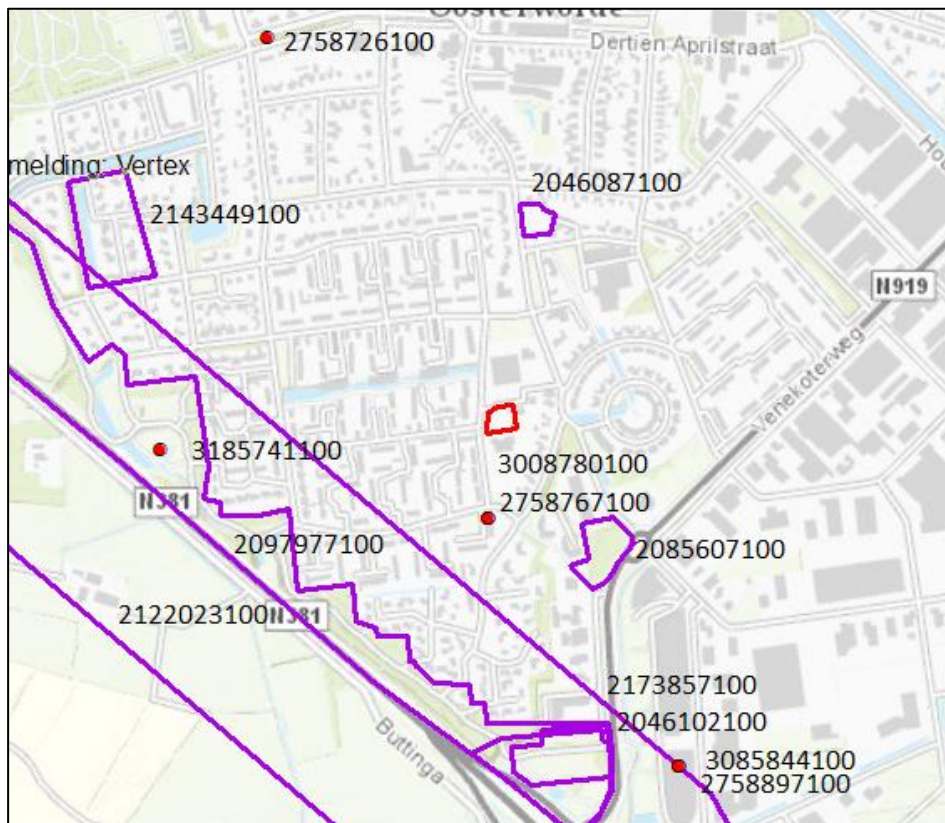 Oosterwolde
2758726100
Dertien Aprilstraat
melding: Vertex
2046087100
2143449100
N919
Venekoterweg
3185741100
3008780100
N381
2758767100
2097977100
2085607100
2122023100
N381
2173857100
2046102100
Buttinga
3085844100
2758897100